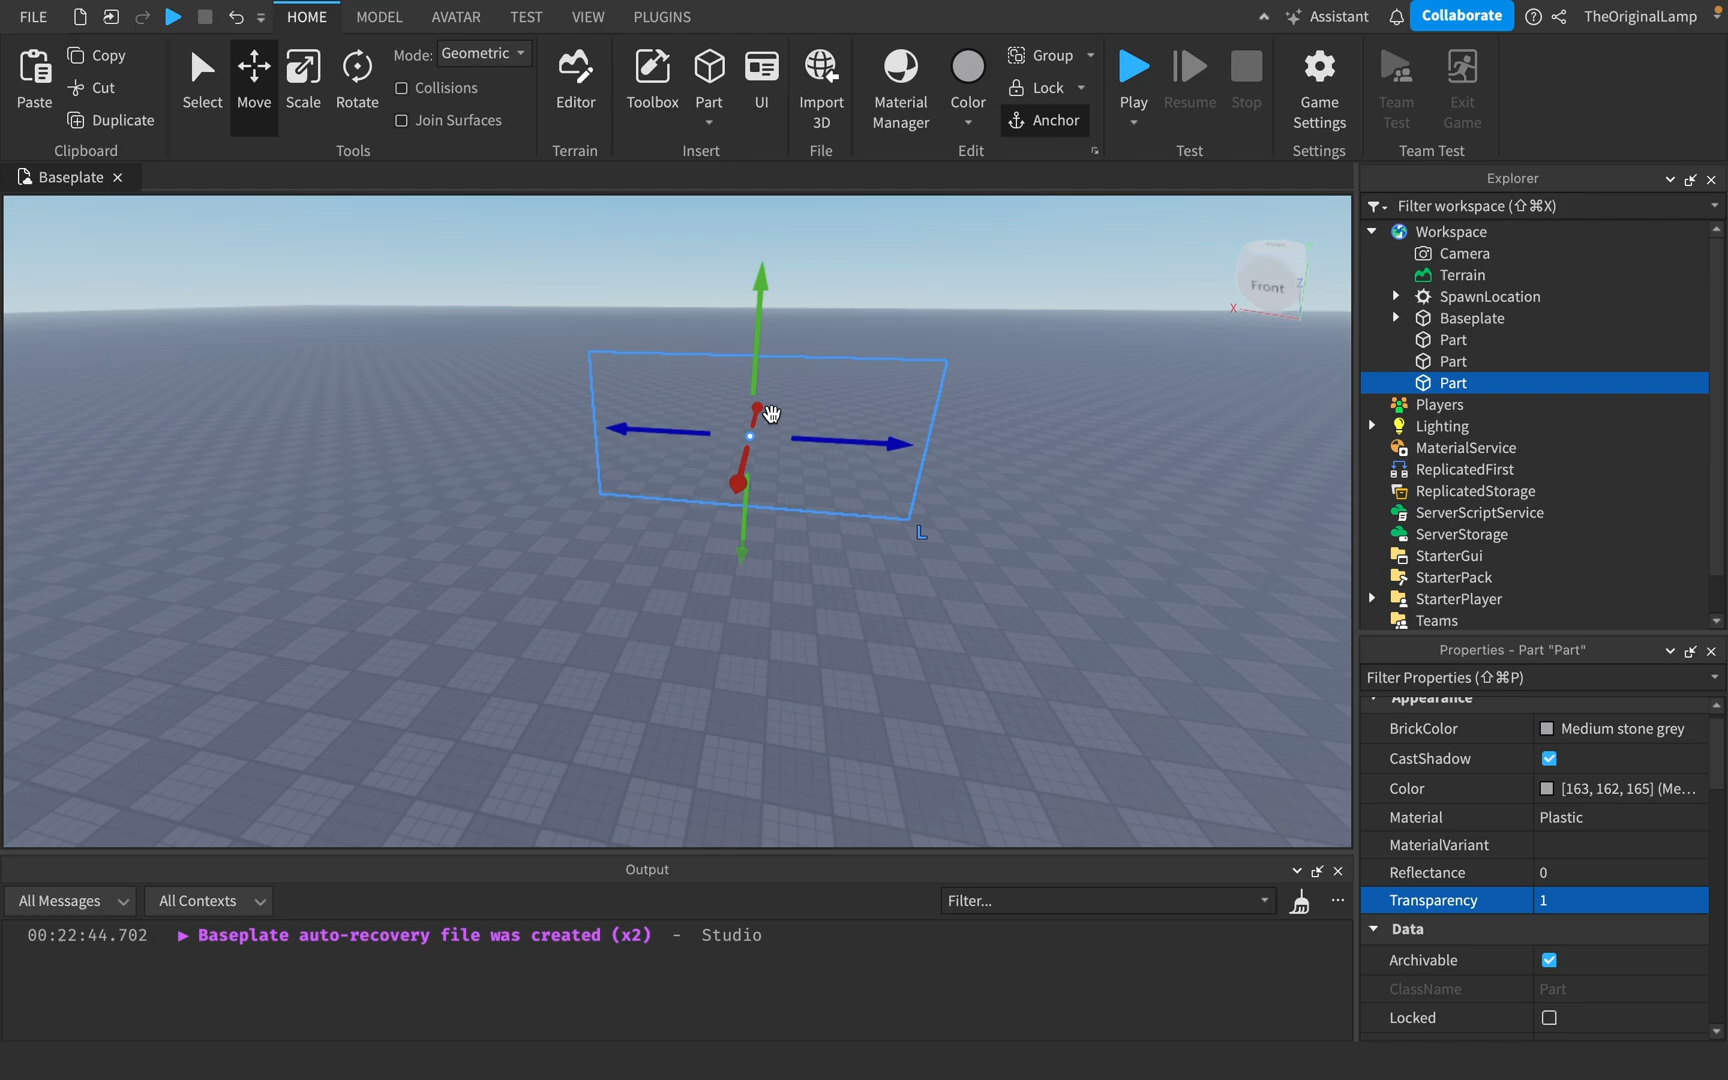 FILE
HOME
MODEL
AVATAR
TEST
VIEW
PLUGINS
Assistant
Collaborate
TheOriginalLamp
Paste
Copy
Cut
Duplicate
Clipboard
Select
Move
Scale
Rotate
Mode: Geometric
Collisions
Join Surfaces
Tools
Editor
Terrain
Toolbox
Part
UI
Insert
Import
3D
File
Material
Manager
Color
Group
Lock
Anchor
Edit
Play
Resume
Stop
Test
Game
Settings
Settings
Team
Test
Exit
Game
Team Test
Baseplate
Front
X
Z
L
Explorer
Filter workspace (⇧⌘X)
Workspace
Camera
Terrain
SpawnLocation
Baseplate
Part
Part
Part
Players
Lighting
MaterialService
ReplicatedFirst
ReplicatedStorage
ServerScriptService
ServerStorage
StarterGui
StarterPack
StarterPlayer
Teams
Properties - Part "Part"
Filter Properties (⇧⌘P)
Appearance
BrickColor Medium stone grey
CastShadow
Color [163, 162, 165] (Me...
Material Plastic
MaterialVariant
Reflectance 0
Transparency 1
Data
Archivable
ClassName Part
Locked
Output
All Messages
All Contexts
Filter...
00:22:44.702 Baseplate auto-recovery file was created (x2) - Studio